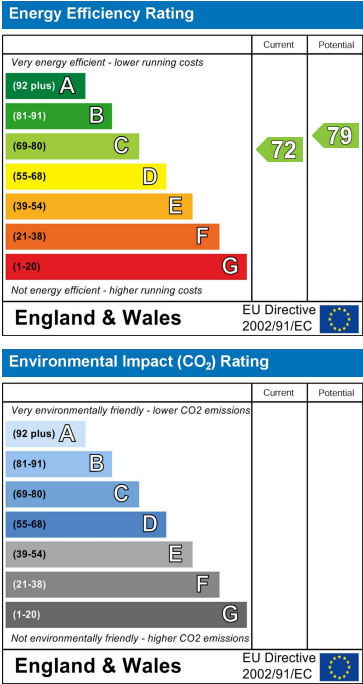 Energy Efficiency Rating
Current Potential
Very energy efficient - lower running costs
(92 plus) A
(81-91) B
(69-80) C
(55-68) D
(39-54) E
(21-38) F
(1-20) G
72
79
Not energy efficient - higher running costs
England & Wales
EU Directive
2002/91/EC
Environmental Impact (CO₂) Rating
Current Potential
Very environmentally friendly - lower CO2 emissions
(92 plus) A
(81-91) B
(69-80) C
(55-68) D
(39-54) E
(21-38) F
(1-20) G
Not environmentally friendly - higher CO2 emissions
England & Wales
EU Directive
2002/91/EC